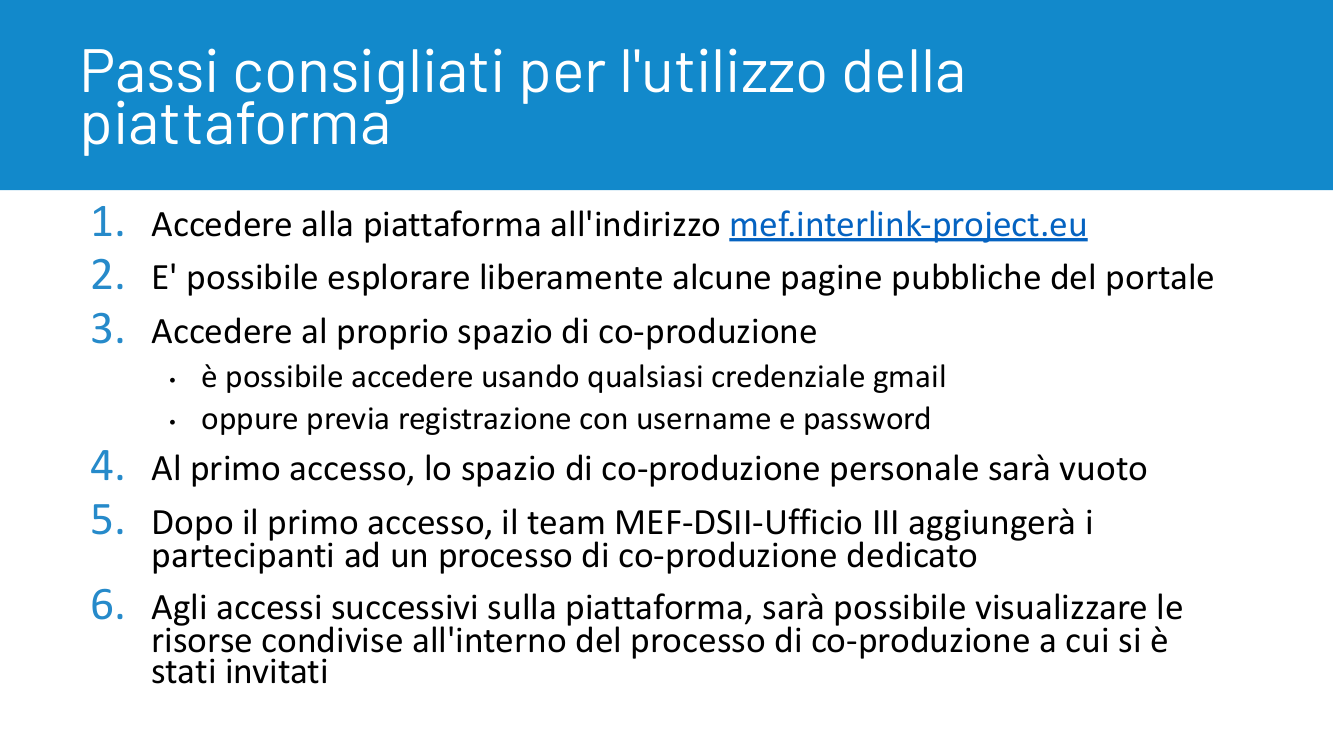 Passi consigliati per l'utilizzo della
piattaforma
1. Accedere alla piattaforma all'indirizzo mef.interlink-project.eu
2. E' possibile esplorare liberamente alcune pagine pubbliche del portale
3. Accedere al proprio spazio di co-produzione
• è possibile accedere usando qualsiasi credenziale gmail
• oppure previa registrazione con username e password
4. Al primo accesso, lo spazio di co-produzione personale sarà vuoto
5. Dopo il primo accesso, il team MEF-DSII-Ufficio III aggiungerà i
partecipanti ad un processo di co-produzione dedicato
6. Agli accessi successivi sulla piattaforma, sarà possibile visualizzare le
risorse condivise all'interno del processo di co-produzione a cui si è
stati invitati